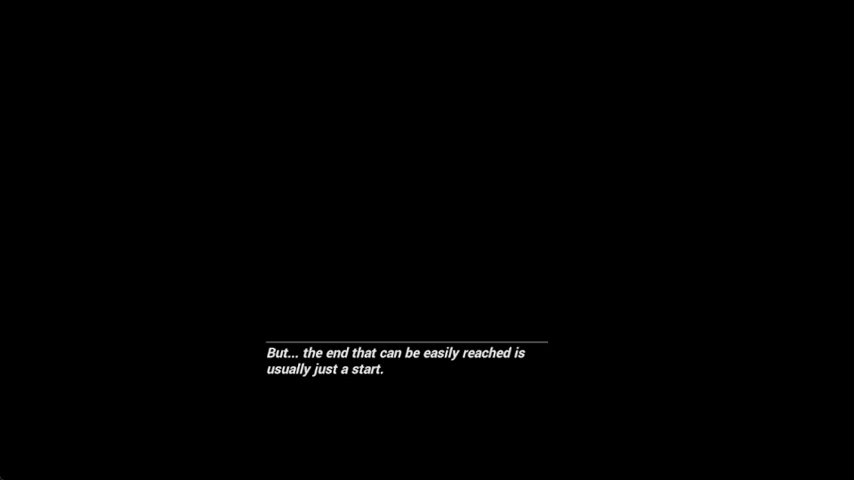 But... the end that can be easily reached is
usually just a start.